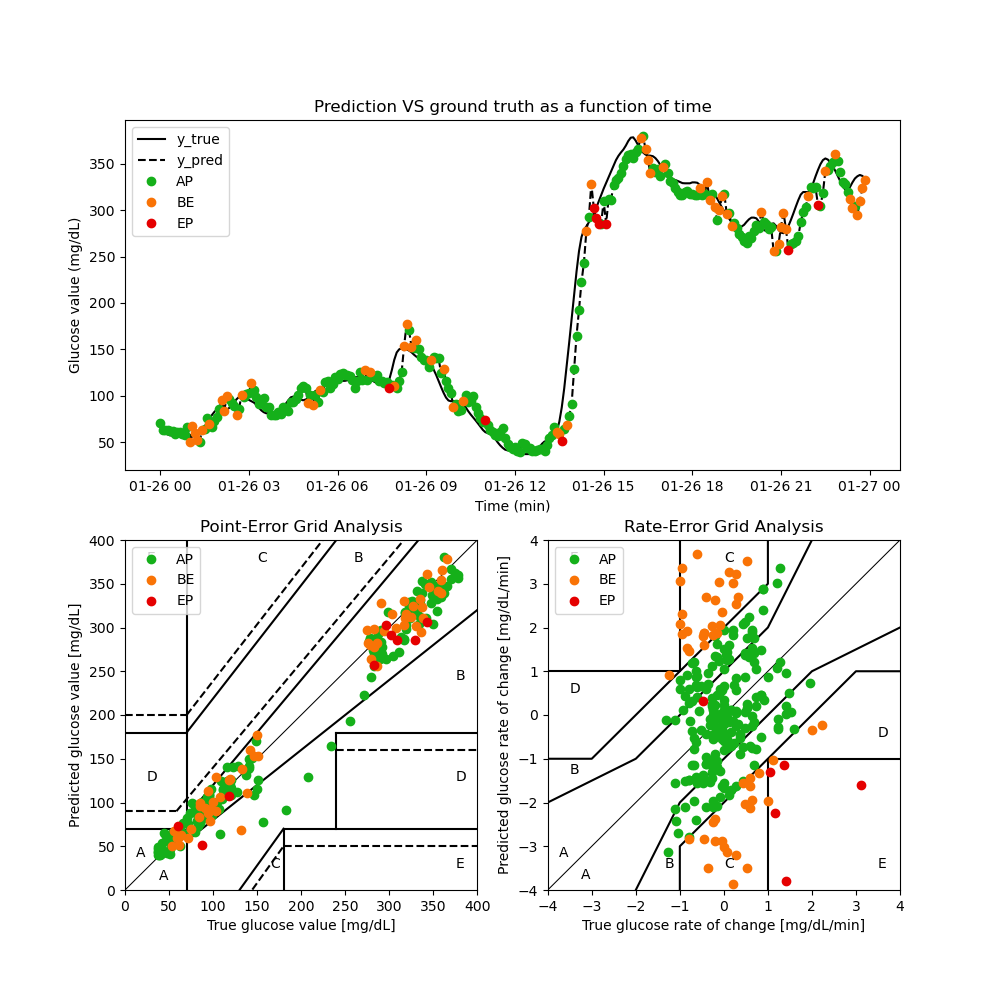 Prediction VS ground truth as a function of time
Glucose value (mg/dL)
350
300
250
200
150
100
50
y_true
y_pred
AP
BE
EP
01-26 00 01-26 03 01-26 06 01-26 09 01-26 12 01-26 15 01-26 18 01-26 21 01-27 00
Time (min)
Point-Error Grid Analysis
Predicted glucose value [mg/dL]
400
350
300
250
200
150
100
50
0
AP
BE
EP
C
B
B
D
D
A
A
C
E
0 50 100 150 200 250 300 350 400
True glucose value [mg/dL]
Rate-Error Grid Analysis
Predicted glucose rate of change [mg/dL/min]
4
3
2
1
0
−1
−2
−3
−4
AP
BE
EP
C
D
D
B
A
A
B
C
E
−4 −3 −2 −1 0 1 2 3 4
True glucose rate of change [mg/dL/min]